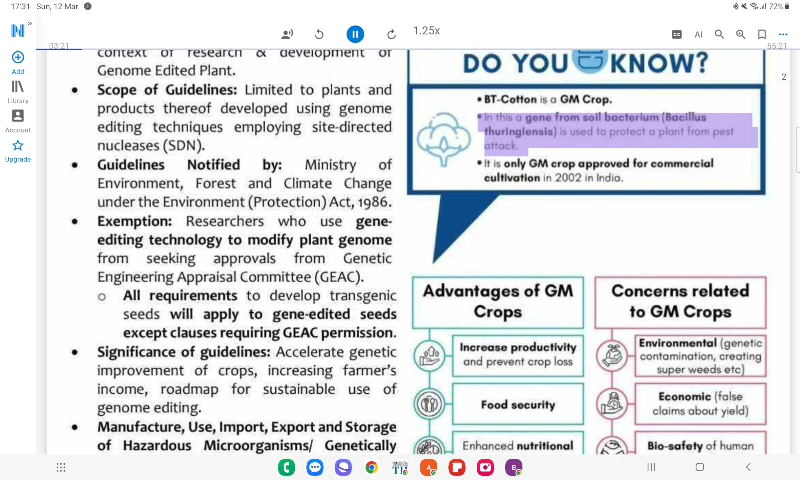 17:31 Sun, 12 Mar
72%
N
»
1.25x
AI
03:21
55:21
Add
Library
Account
Upgrade
2
context of research & development of
Genome Edited Plant.
• Scope of Guidelines: Limited to plants and
products thereof developed using genome
editing techniques employing site-directed
nucleases (SDN).
• Guidelines Notified by: Ministry of
Environment, Forest and Climate Change
under the Environment (Protection) Act, 1986.
• Exemption: Researchers who use gene-
editing technology to modify plant genome
from seeking approvals from Genetic
Engineering Appraisal Committee (GEAC).
o All requirements to develop transgenic
seeds will apply to gene-edited seeds
except clauses requiring GEAC permission.
• Significance of guidelines: Accelerate genetic
improvement of crops, increasing farmer's
income, roadmap for sustainable use of
genome editing.
• Manufacture, Use, Import, Export and Storage
of Hazardous Microorganisms/ Genetically
DO YOU KNOW?
• BT-Cotton is a GM Crop.
• In this a gene from soil bacterium (Bacillus
thuringiensis) is used to protect a plant from pest
attack.
• It is only GM crop approved for commercial
cultivation in 2002 in India.
Advantages of GM
Crops
Increase productivity
and prevent crop loss
Food security
Enhanced nutritional
Concerns related
to GM Crops
Environmental (genetic
contamination, creating
super weeds etc)
Economic (false
claims about yield)
Bio-safety of human